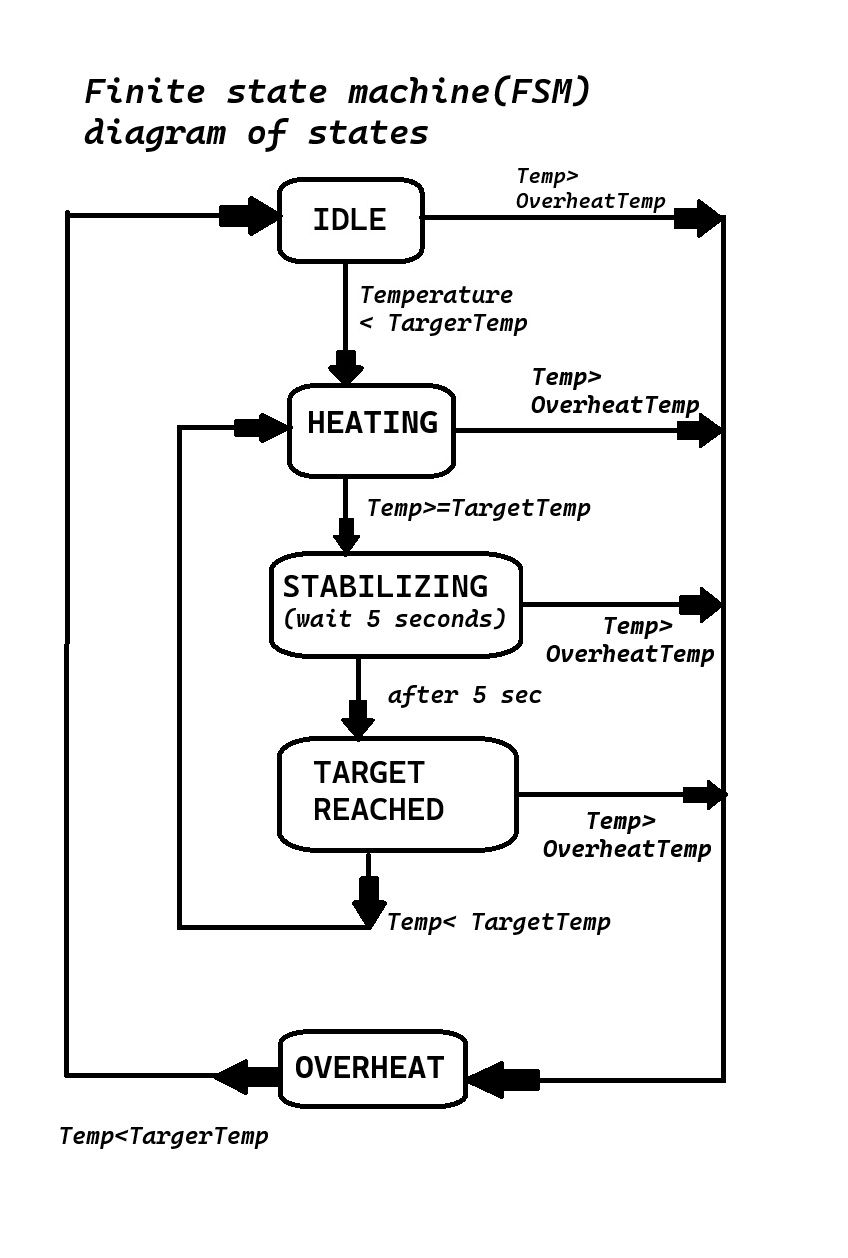 Finite state machine(FSM)
diagram of states
Temp>
OverheatTemp
IDLE
Temperature
< TargerTemp
Temp>
OverheatTemp
HEATING
Temp>=TargetTemp
STABILIZING
(wait 5 seconds)
Temp>
OverheatTemp
after 5 sec
TARGET
REACHED
Temp>
OverheatTemp
Temp< TargetTemp
OVERHEAT
Temp<TargerTemp